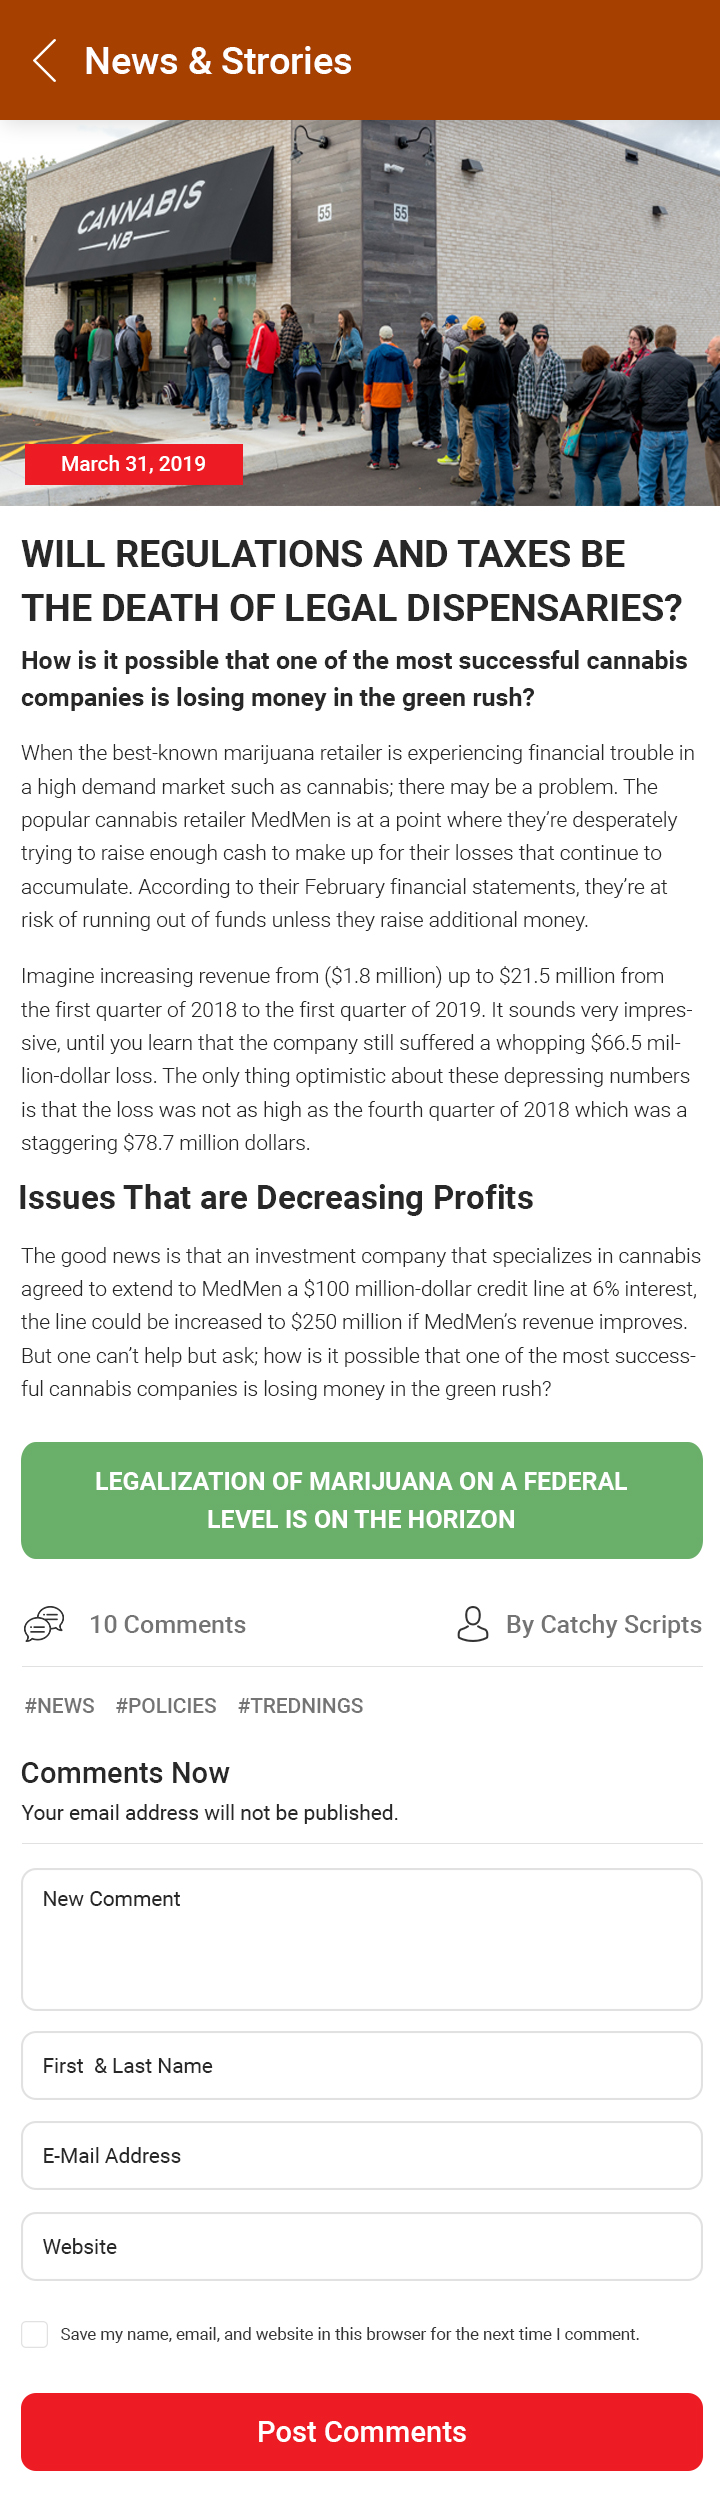 News & Strories
CANNABIS
NB
55
55
March 31, 2019
WILL REGULATIONS AND TAXES BE
THE DEATH OF LEGAL DISPENSARIES?
How is it possible that one of the most successful cannabis
companies is losing money in the green rush?
When the best-known marijuana retailer is experiencing financial trouble in
a high demand market such as cannabis; there may be a problem. The
popular cannabis retailer MedMen is at a point where they’re desperately
trying to raise enough cash to make up for their losses that continue to
accumulate. According to their February financial statements, they’re at
risk of running out of funds unless they raise additional money.
Imagine increasing revenue from ($1.8 million) up to $21.5 million from
the first quarter of 2018 to the first quarter of 2019. It sounds very impres-
sive, until you learn that the company still suffered a whopping $66.5 mil-
lion-dollar loss. The only thing optimistic about these depressing numbers
is that the loss was not as high as the fourth quarter of 2018 which was a
staggering $78.7 million dollars.
Issues That are Decreasing Profits
The good news is that an investment company that specializes in cannabis
agreed to extend to MedMen a $100 million-dollar credit line at 6% interest,
the line could be increased to $250 million if MedMen’s revenue improves.
But one can’t help but ask; how is it possible that one of the most success-
ful cannabis companies is losing money in the green rush?
LEGALIZATION OF MARIJUANA ON A FEDERAL
LEVEL IS ON THE HORIZON
10 Comments
By Catchy Scripts
#NEWS #POLICIES #TREDNINGS
Comments Now
Your email address will not be published.
New Comment
First & Last Name
E-Mail Address
Website
Save my name, email, and website in this browser for the next time I comment.
Post Comments